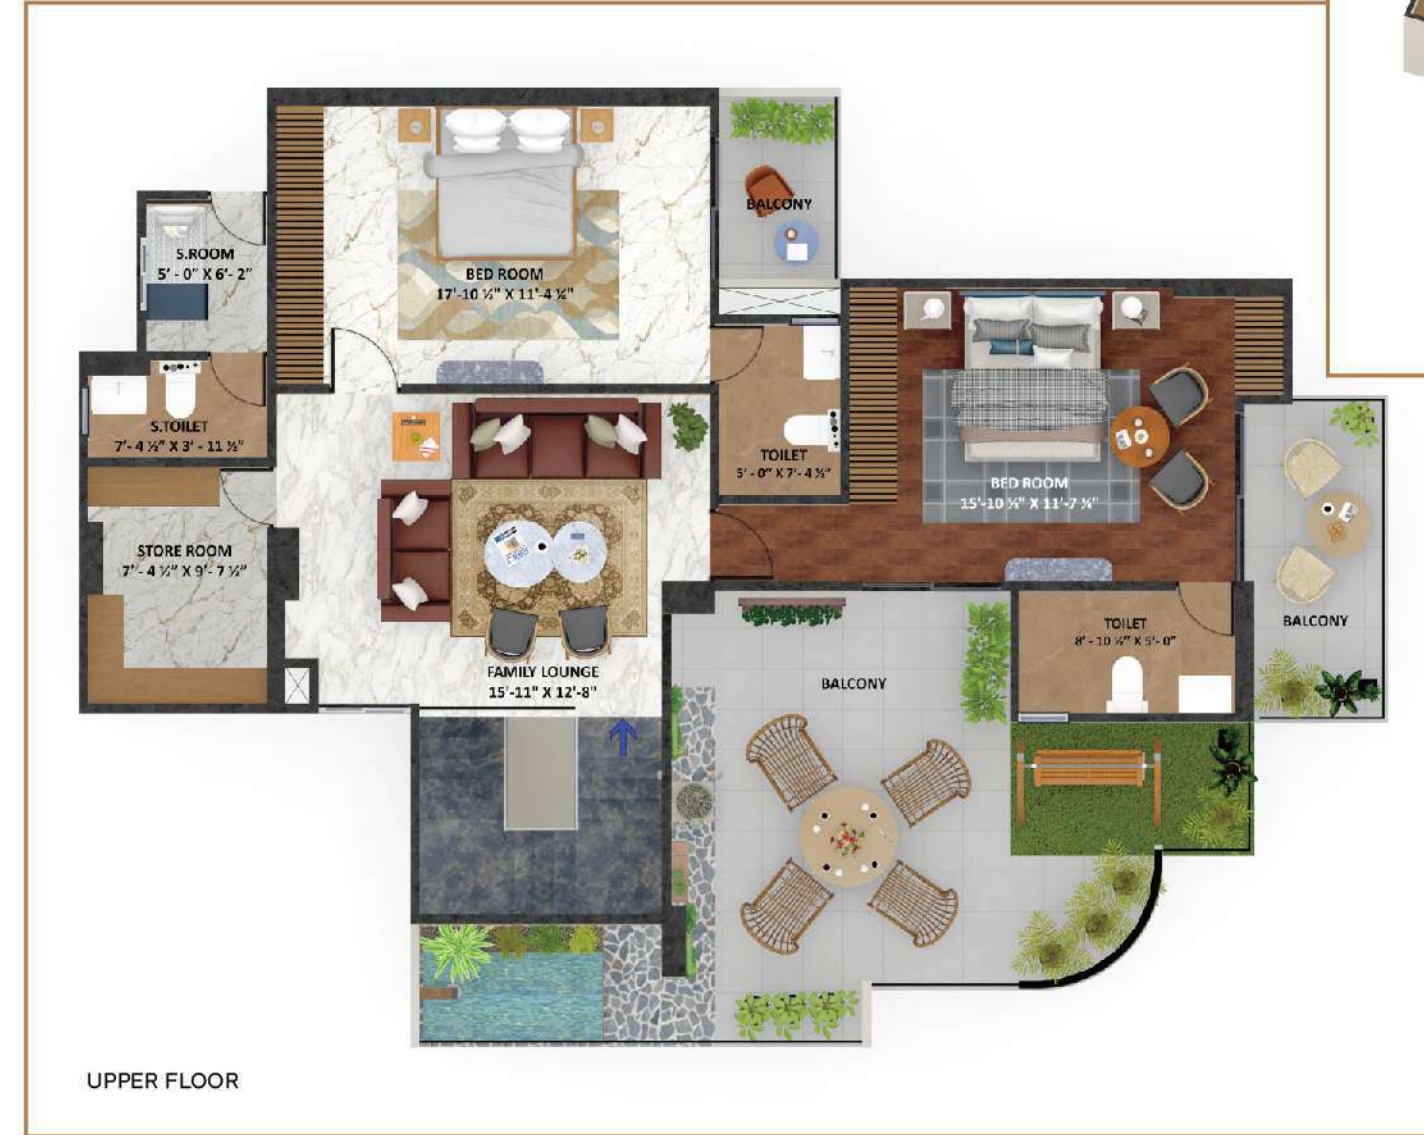 BALCONY
S.ROOM
5' - 0" X 6'- 2"
BED ROOM
17'-10 ½" X 11'-4 ¼"
S.TOILET
7'- 4 ½" X 3' - 11 ½"
TOILET
5' - 0" X 7'- 4 ½"
BED ROOM
15'-10 ½" X 11'-7 ¾"
STORE ROOM
7' - 4 ½" X 9'- 7 ½"
TOILET
8' - 10 ½" X 5'- 0"
BALCONY
FAMILY LOUNGE
15'-11" X 12'-8"
BALCONY
UPPER FLOOR